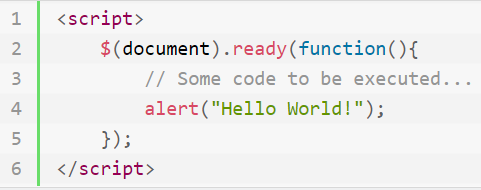 1 <script>
2     $(document).ready(function(){
3         // Some code to be executed...
4         alert("Hello World!");
5     });
6 </script>